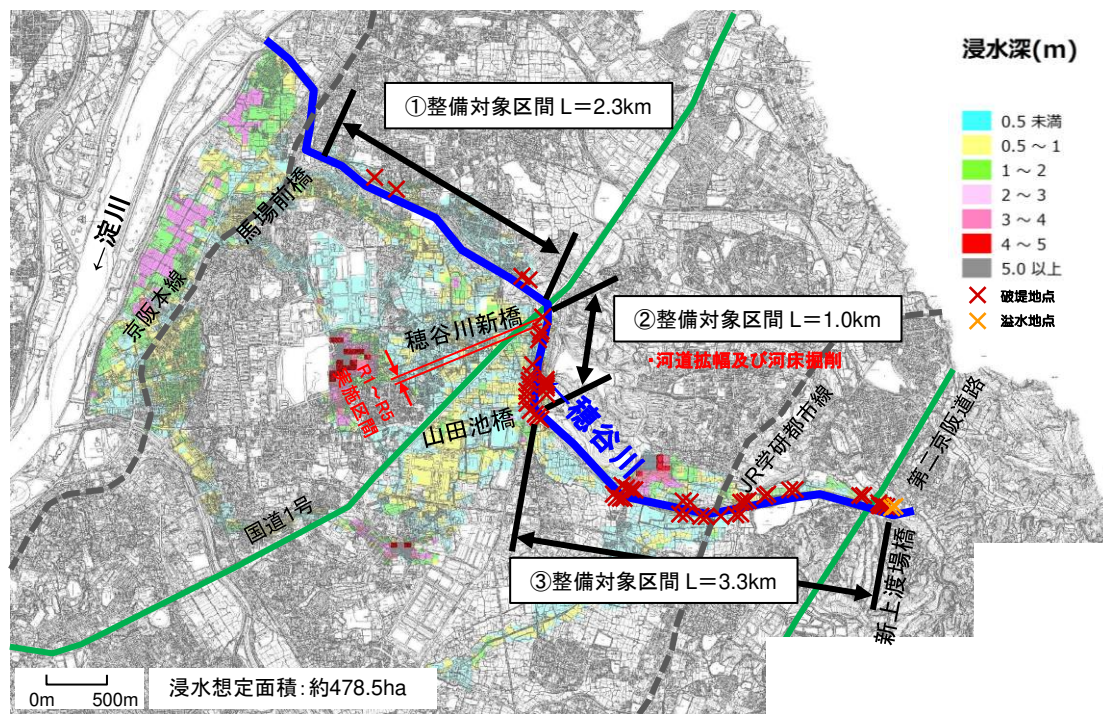 浸水深(m)
0.5 未満
0.5 ～ 1
1 ～ 2
2 ～ 3
3 ～ 4
4 ～ 5
5.0 以上
破堤地点
溢水地点
①整備対象区間 L＝2.3km
馬場前橋
←淀川
京阪本線
穂谷川新橋
②整備対象区間 L＝1.0km
・河道拡幅及び河床掘削
R1～R5
実施区間
山田池橋
←穂谷川
JR学研都市線
第二京阪道路
国道1号
③整備対象区間 L＝3.3km
新上渡場橋
0m 500m
浸水想定面積：約478.5ha